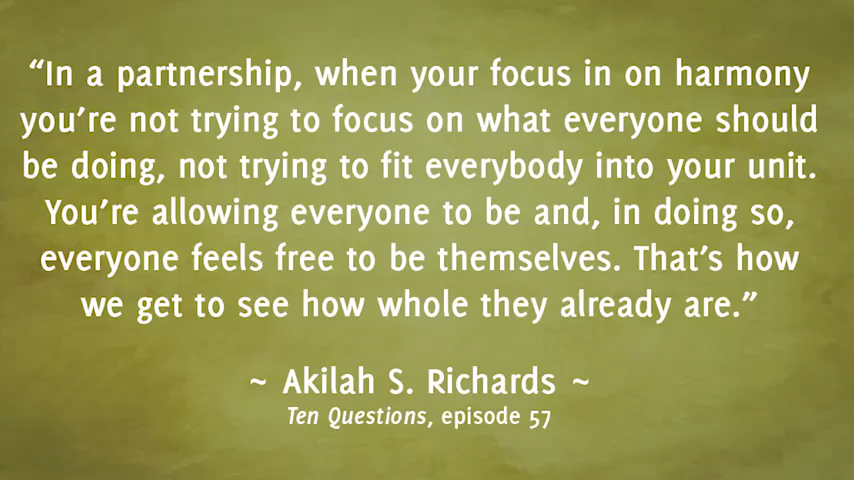 “In a partnership, when your focus in on harmony
you’re not trying to focus on what everyone should
be doing, not trying to fit everybody into your unit.
You’re allowing everyone to be and, in doing so,
everyone feels free to be themselves. That’s how
we get to see how whole they already are.”
~ Akilah S. Richards ~
Ten Questions, episode 57